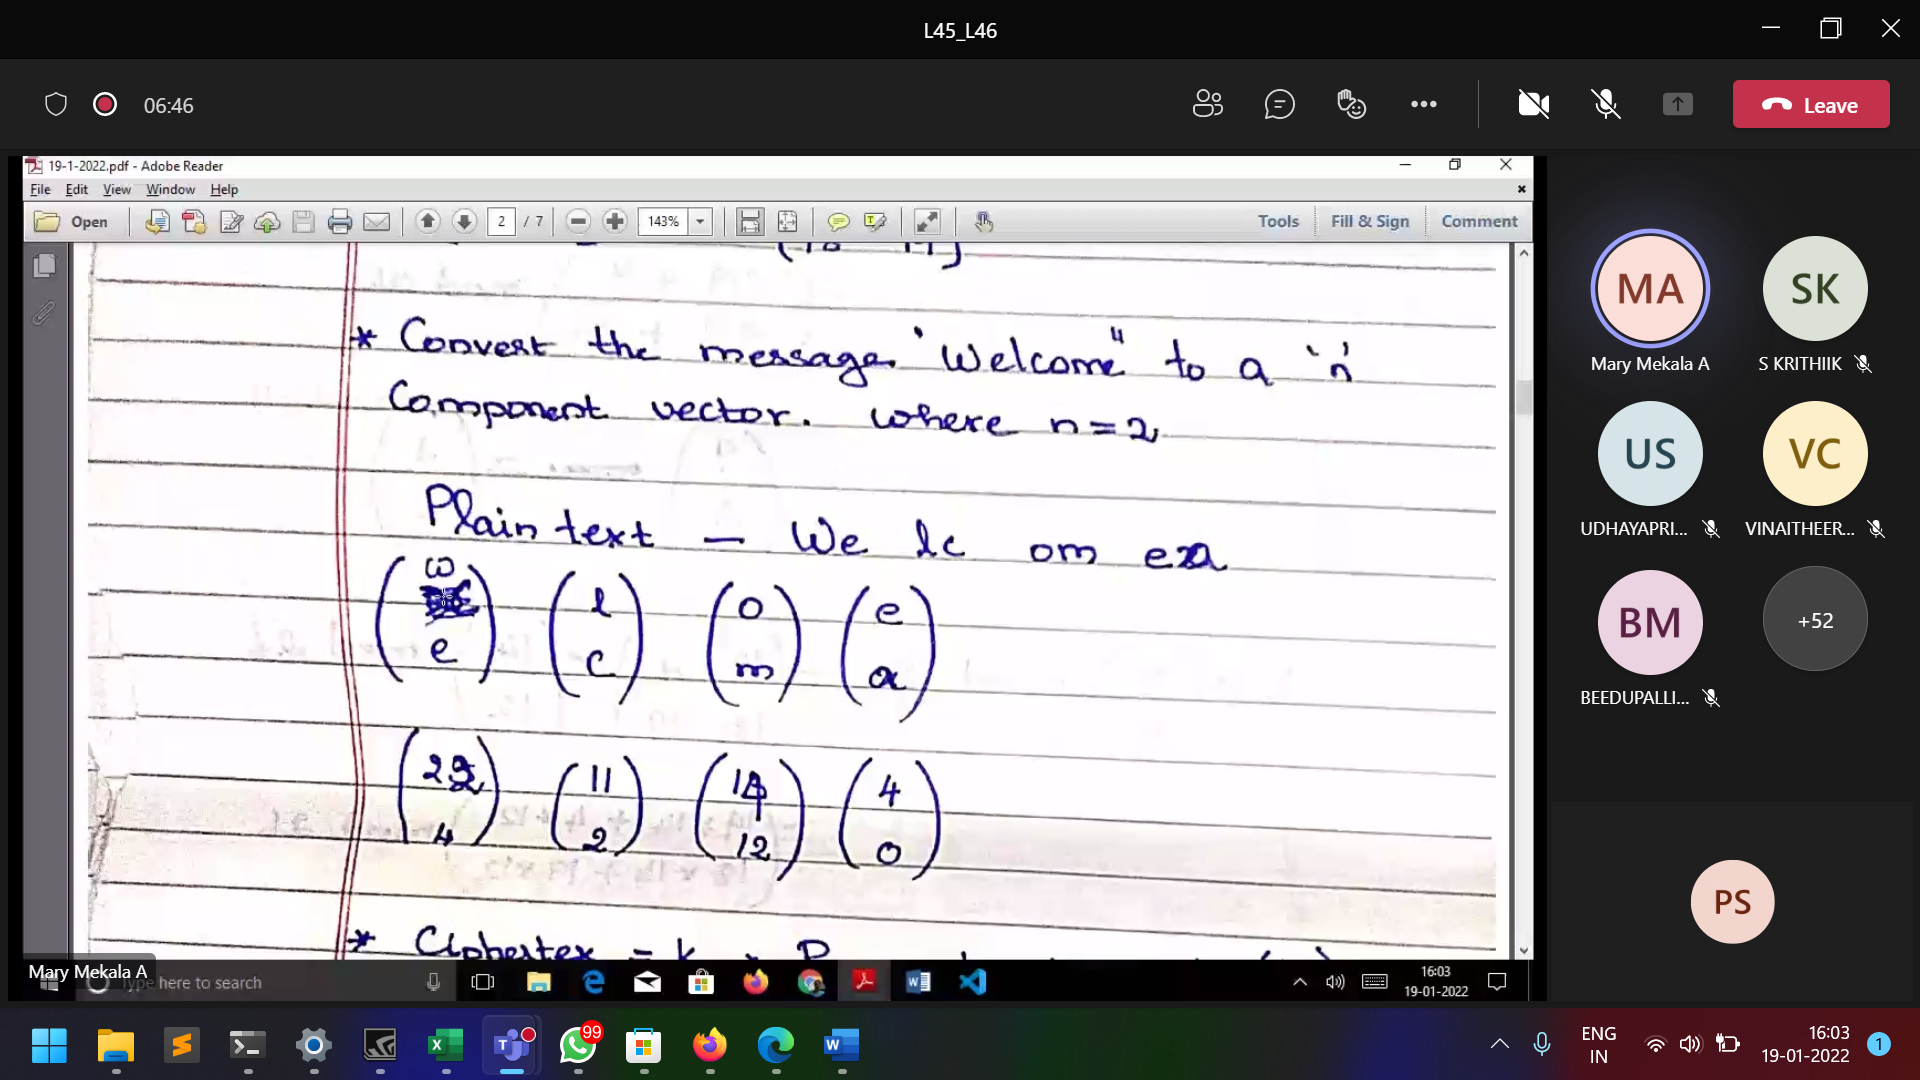 L45_L46
06:46
Leave
19-1-2022.pdf - Adobe Reader
File Edit View Window Help
Open 2 / 7 143% Tools Fill & Sign Comment
* Convert the message. "Welcome" to a 'n'
Component vector. where n=2
Plain text — We lc om ea
w l o e
e c m a
22 11 14 4
4 2 12 0
* = k * P
Mary Mekala A
Type here to search
16:03
19-01-2022
MA
Mary Mekala A
SK
S KRITHIIK
US
UDHAYAPRI...
VC
VINAITHEER...
BM
BEEDUPALLI...
+52
PS
99
ENG
IN
16:03
19-01-2022
1